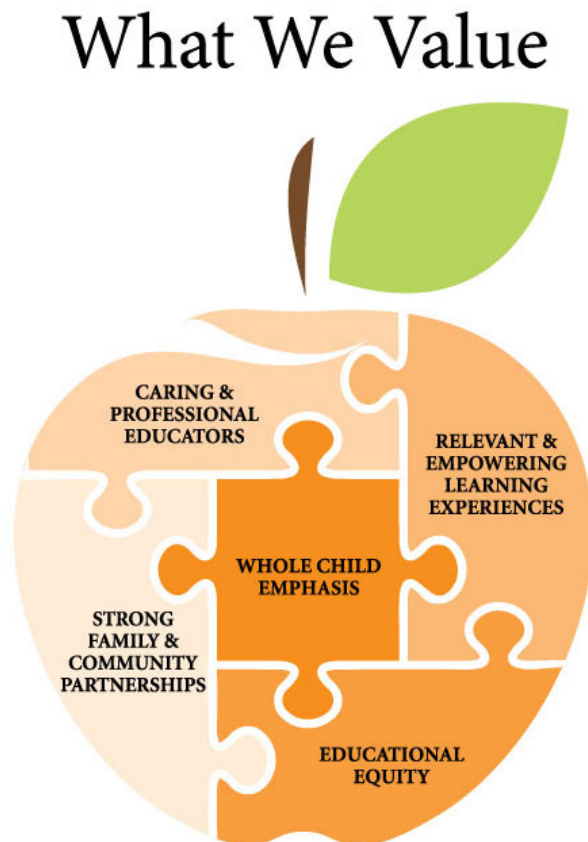 What We Value
CARING &
PROFESSIONAL
EDUCATORS
RELEVANT &
EMPOWERING
LEARNING
EXPERIENCES
WHOLE CHILD
EMPHASIS
STRONG
FAMILY &
COMMUNITY
PARTNERSHIPS
EDUCATIONAL
EQUITY